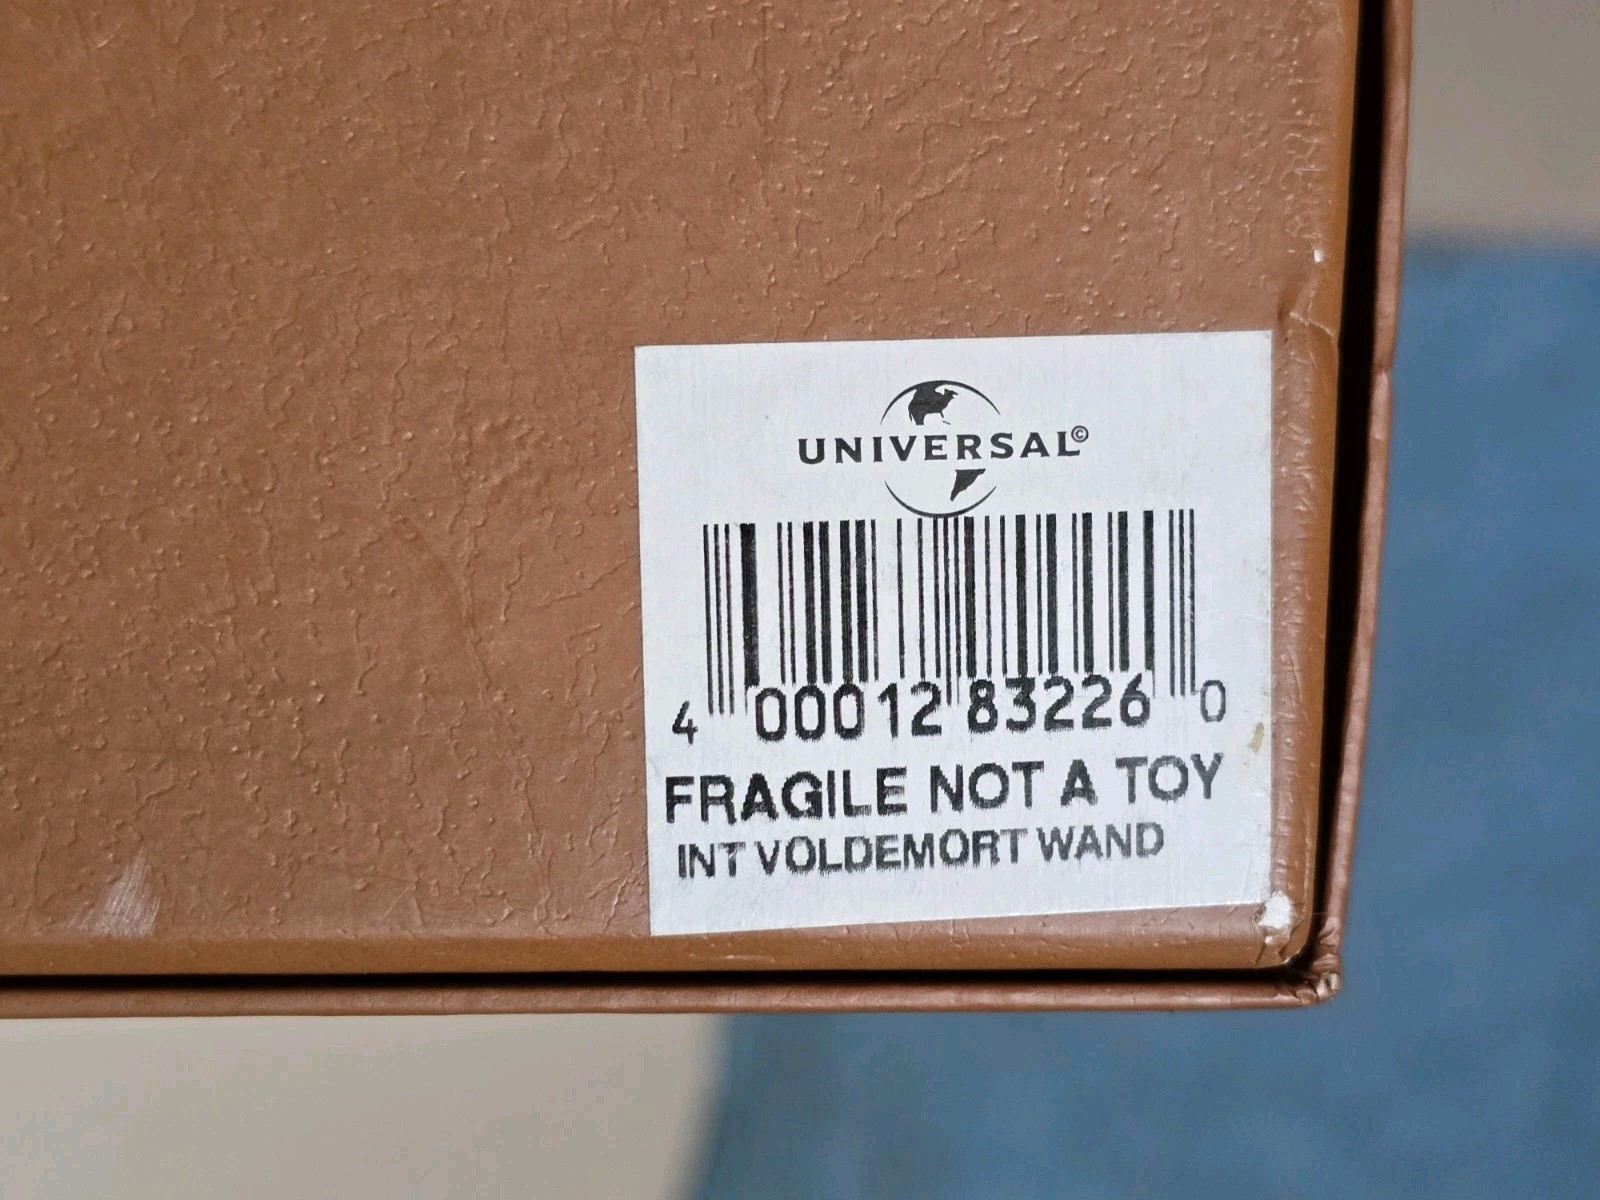 UNIVERSAL©
4 00012 83226 0
FRAGILE NOT A TOY
INT VOLDEMORT WAND